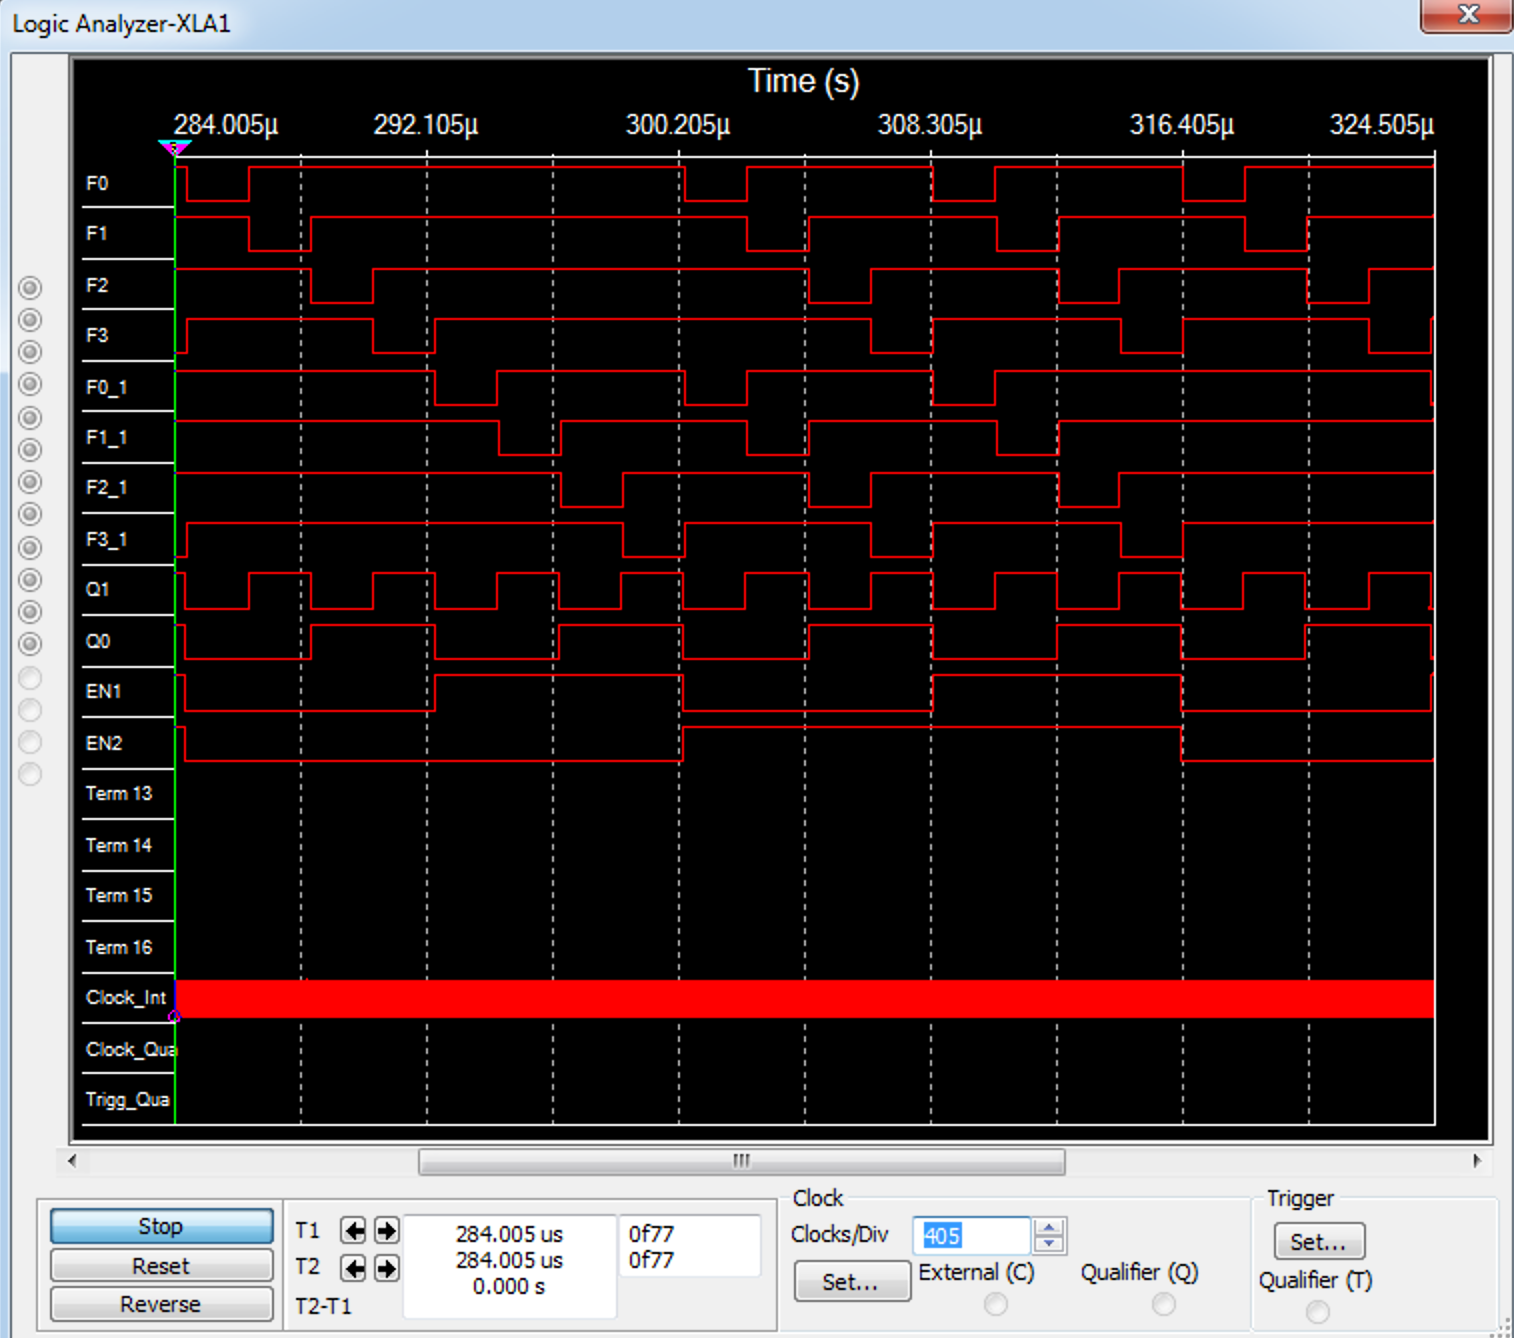 Logic Analyzer-XLA1
Time (s)
284.005µ 292.105µ 300.205µ 308.305µ 316.405µ 324.505µ
F0
F1
F2
F3
F0_1
F1_1
F2_1
F3_1
Q1
Q0
EN1
EN2
Term 13
Term 14
Term 15
Term 16
Clock_Int
Clock_Qua
Trigg_Qua
Stop
Reset
Reverse
T1 284.005 us 0f77
T2 284.005 us 0f77
0.000 s
T2-T1
Clock
Clocks/Div 405
Set...
External (C)
Qualifier (Q)
Trigger
Set...
Qualifier (T)